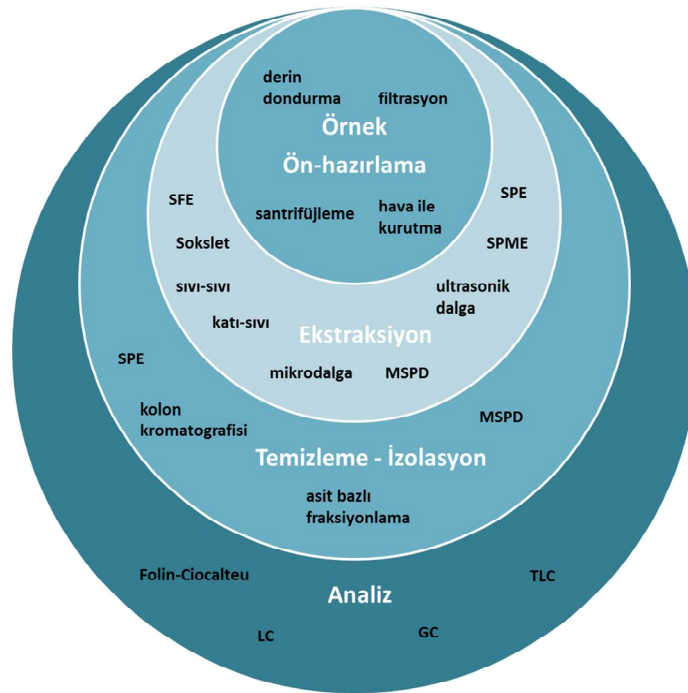 derin
dondurma
filtrasyon
Örnek
Ön-hazırlama
santrifüjleme
hava ile
kurutma
SFE
SPE
Sokslet
SPME
sıvı-sıvı
ultrasonik
dalga
katı-sıvı
Ekstraksiyon
mikrodalga
MSPD
SPE
kolon
kromatografisi
MSPD
Temizleme - İzolasyon
asit bazlı
fraksiyonlama
Folin-Ciocalteu
TLC
Analiz
LC
GC